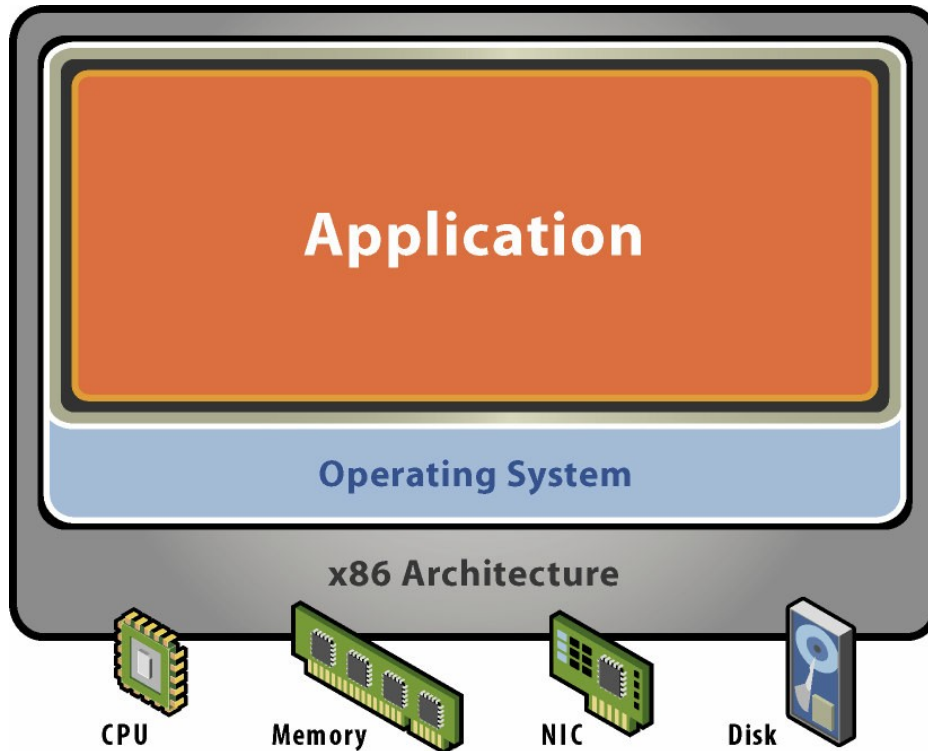 Application
Operating System
x86 Architecture
CPU
Memory
NIC
Disk